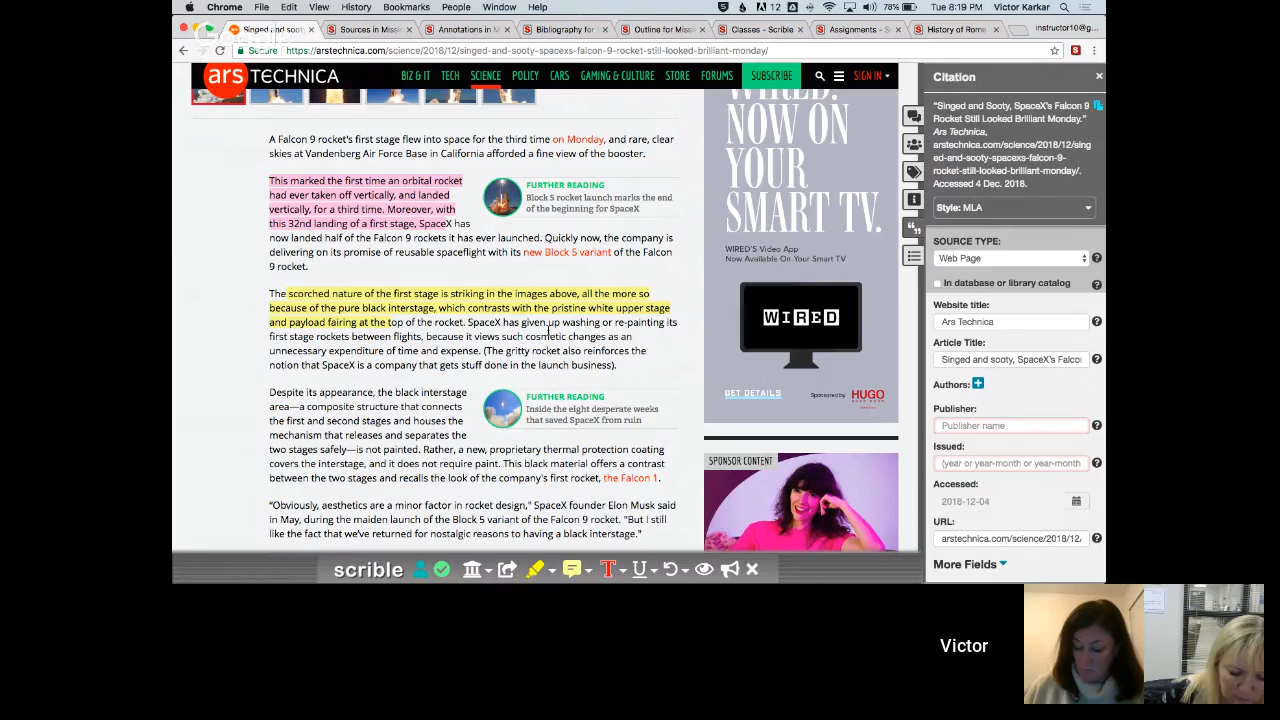 Chrome File Edit View History Bookmarks People Window Help
12 78% Tue 8:19 PM Victor Karkar
Singed and soo
Sources in Missio
Annotations in M
Bibliography for
Outline for Misse
Classes - Scrible
Assignments - S
History of Rome
instructor10@g
Secure https://arstechnica.com/science/2018/12/singed-and-sooty-spacexs-falcon-9-rocket-still-looked-brilliant-monday/
ars TECHNICA
BIZ & IT TECH SCIENCE POLICY CARS GAMING & CULTURE STORE FORUMS SUBSCRIBE SIGN IN
A Falcon 9 rocket's first stage flew into space for the third time on Monday, and rare, clear
skies at Vandenberg Air Force Base in California afforded a fine view of the booster.
This marked the first time an orbital rocket
had ever taken off vertically, and landed
vertically, for a third time. Moreover, with
this 32nd landing of a first stage, SpaceX has
now landed half of the Falcon 9 rockets it has ever launched. Quickly now, the company is
delivering on its promise of reusable spaceflight with its new Block 5 variant of the Falcon
9 rocket.
FURTHER READING
Block 5 rocket launch marks the end
of the beginning for SpaceX
The scorched nature of the first stage is striking in the images above, all the more so
because of the pure black interstage, which contrasts with the pristine white upper stage
and payload fairing at the top of the rocket. SpaceX has given up washing or re-painting its
first stage rockets between flights, because it views such cosmetic changes as an
unnecessary expenditure of time and expense. (The gritty rocket also reinforces the
notion that SpaceX is a company that gets stuff done in the launch business).
Despite its appearance, the black interstage
area—a composite structure that connects
the first and second stages and houses the
mechanism that releases and separates the
two stages safely—is not painted. Rather, a new, proprietary thermal protection coating
covers the interstage, and it does not require paint. This black material offers a contrast
between the two stages and recalls the look of the company's first rocket, the Falcon 1.
FURTHER READING
Inside the eight desperate weeks
that saved SpaceX from ruin
“Obviously, aesthetics are a minor factor in rocket design," SpaceX founder Elon Musk said
in May, during the maiden launch of the Block 5 variant of the Falcon 9 rocket. "But I still
like the fact that we've returned for nostalgic reasons to having a black interstage."
WIRED.
NOW ON
YOUR
SMART TV.
WIRED'S Video App
Now Available On Your Smart TV
WIRED
GET DETAILS
Sponsored by HUGO
SPONSOR CONTENT
Citation
“Singed and Sooty, SpaceX's Falcon 9
Rocket Still Looked Brilliant Monday.”
Ars Technica,
arstechnica.com/science/2018/12/sing
ed-and-sooty-spacexs-falcon-9-
rocket-still-looked-brilliant-monday/.
Accessed 4 Dec. 2018.
Style: MLA
SOURCE TYPE:
Web Page
In database or library catalog
Website title:
Ars Technica
Article Title:
Singed and sooty, SpaceX's Falco
Authors:
Publisher:
Publisher name
Issued:
(year or year-month or year-month
Accessed:
2018-12-04
URL:
arstechnica.com/science/2018/12/
More Fields
scrible
Victor